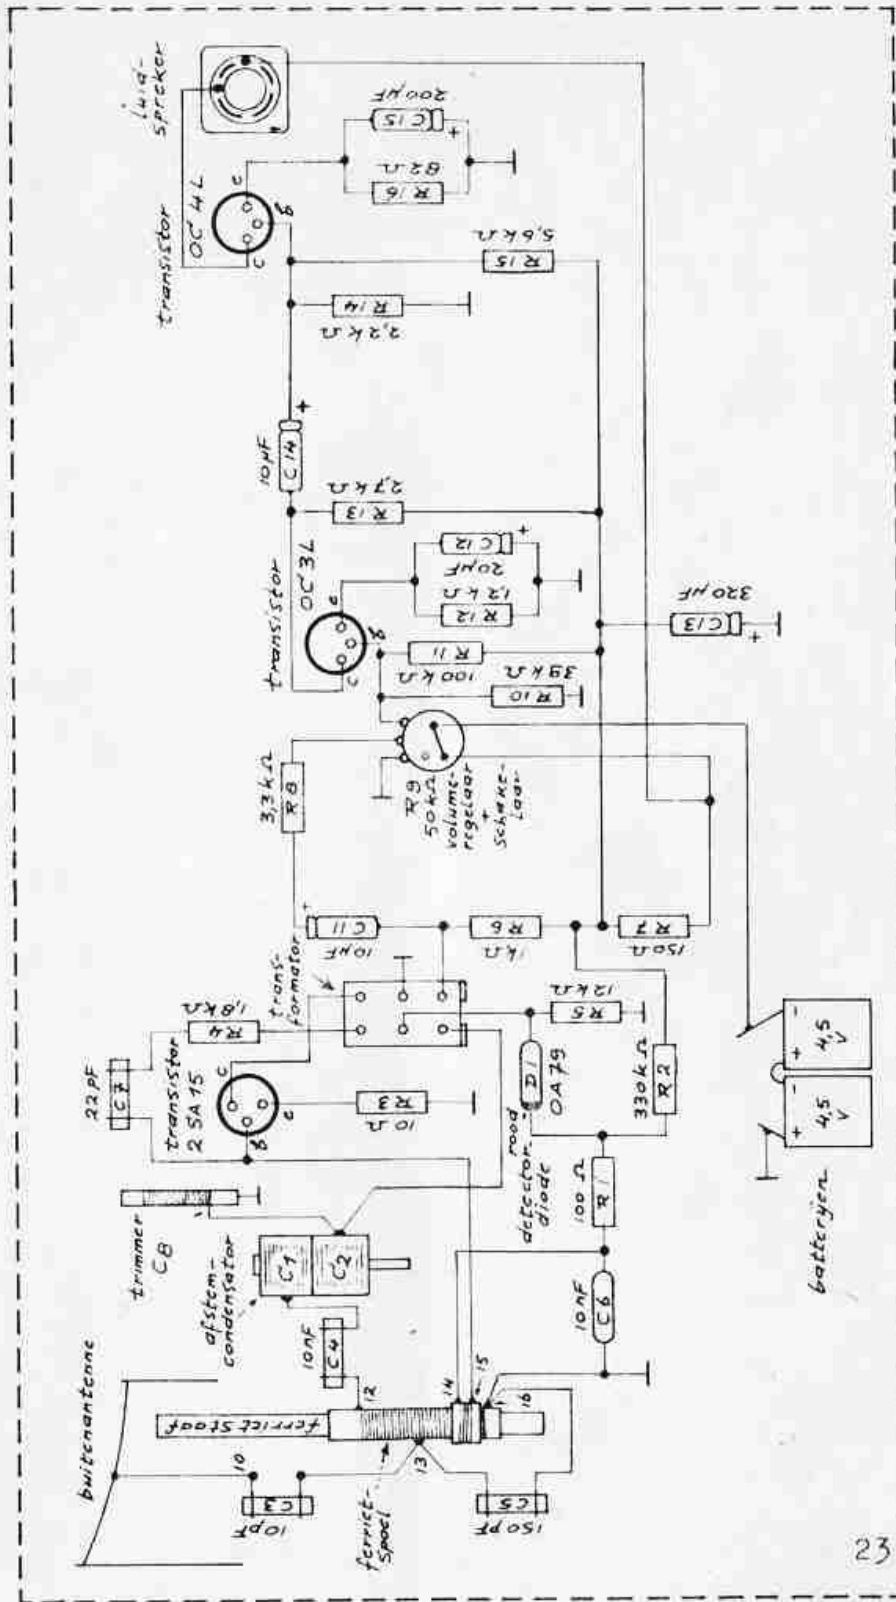 buitenantenne
10
10pF
C3
ferriet-
spoel
13
ferrietstaaf
12
14
15
16
150pF
C5
trimmer
C8
afstem-
condensator
C1
C2
10nF
C4
10nF
C6
100 Ω
R1
22pF
C7
transistor
2SA15
b
c
e
1,8kΩ
R4
10Ω
R3
trans-
formator
rood
detector-
diode
D1
OA79
12kΩ
R5
330kΩ
R2
batterijen
+ -
4,5
V
+ -
4,5
V
3,3kΩ
R8
+
C11
10µF
1kΩ
R6
150Ω
R7
R9
50kΩ
volume-
regelaar
+
schake-
laar
transistor
OC3L
c
b
e
39kΩ
R10
100kΩ
R11
1,2kΩ
R12
20µF
C12
+
2,7kΩ
R13
10µF
C14
+
320µF
C13
+
transistor
OC4L
c
b
e
2,2kΩ
R14
5,6kΩ
R15
82Ω
R16
200µF
C15
+
luid-
spreker
23